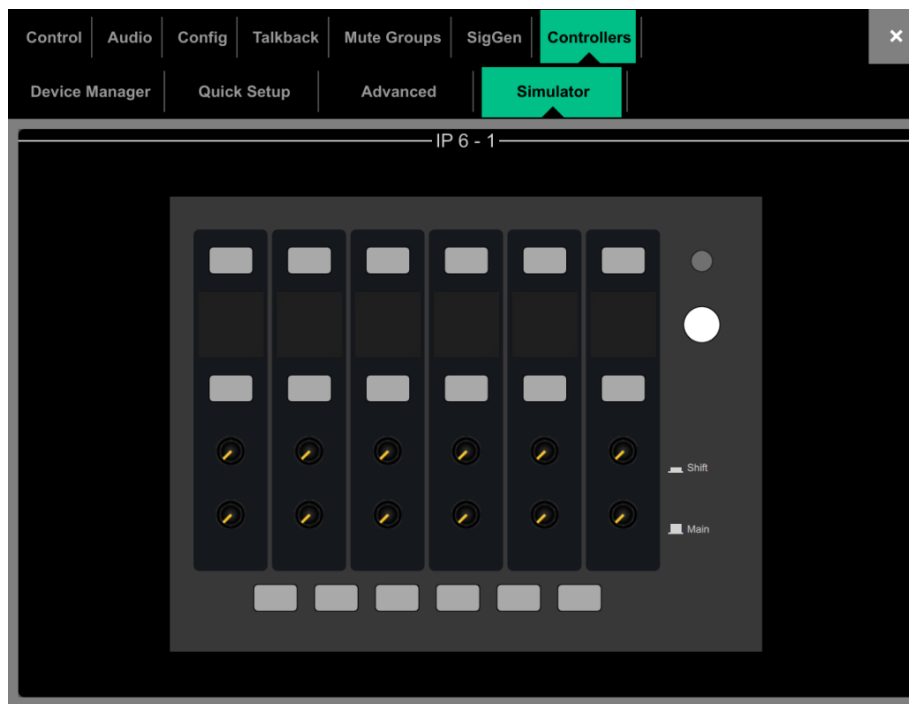 Control Audio Config Talkback Mute Groups SigGen Controllers ×
Device Manager Quick Setup Advanced Simulator
IP 6 - 1
Shift
Main